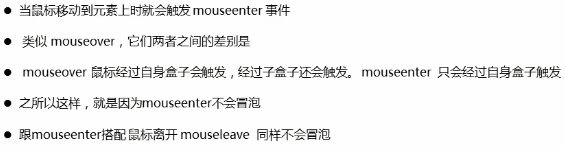 ● 当鼠标移动到元素上时就会触发 mouseenter 事件
● 类似 mouseover，它们两者之间的差别是
● mouseover 鼠标经过自身盒子会触发，经过子盒子还会触发。 mouseenter 只会经过自身盒子触发
● 之所以这样，就是因为mouseenter不会冒泡
● 跟mouseenter搭配 鼠标离开 mouseleave 同样不会冒泡